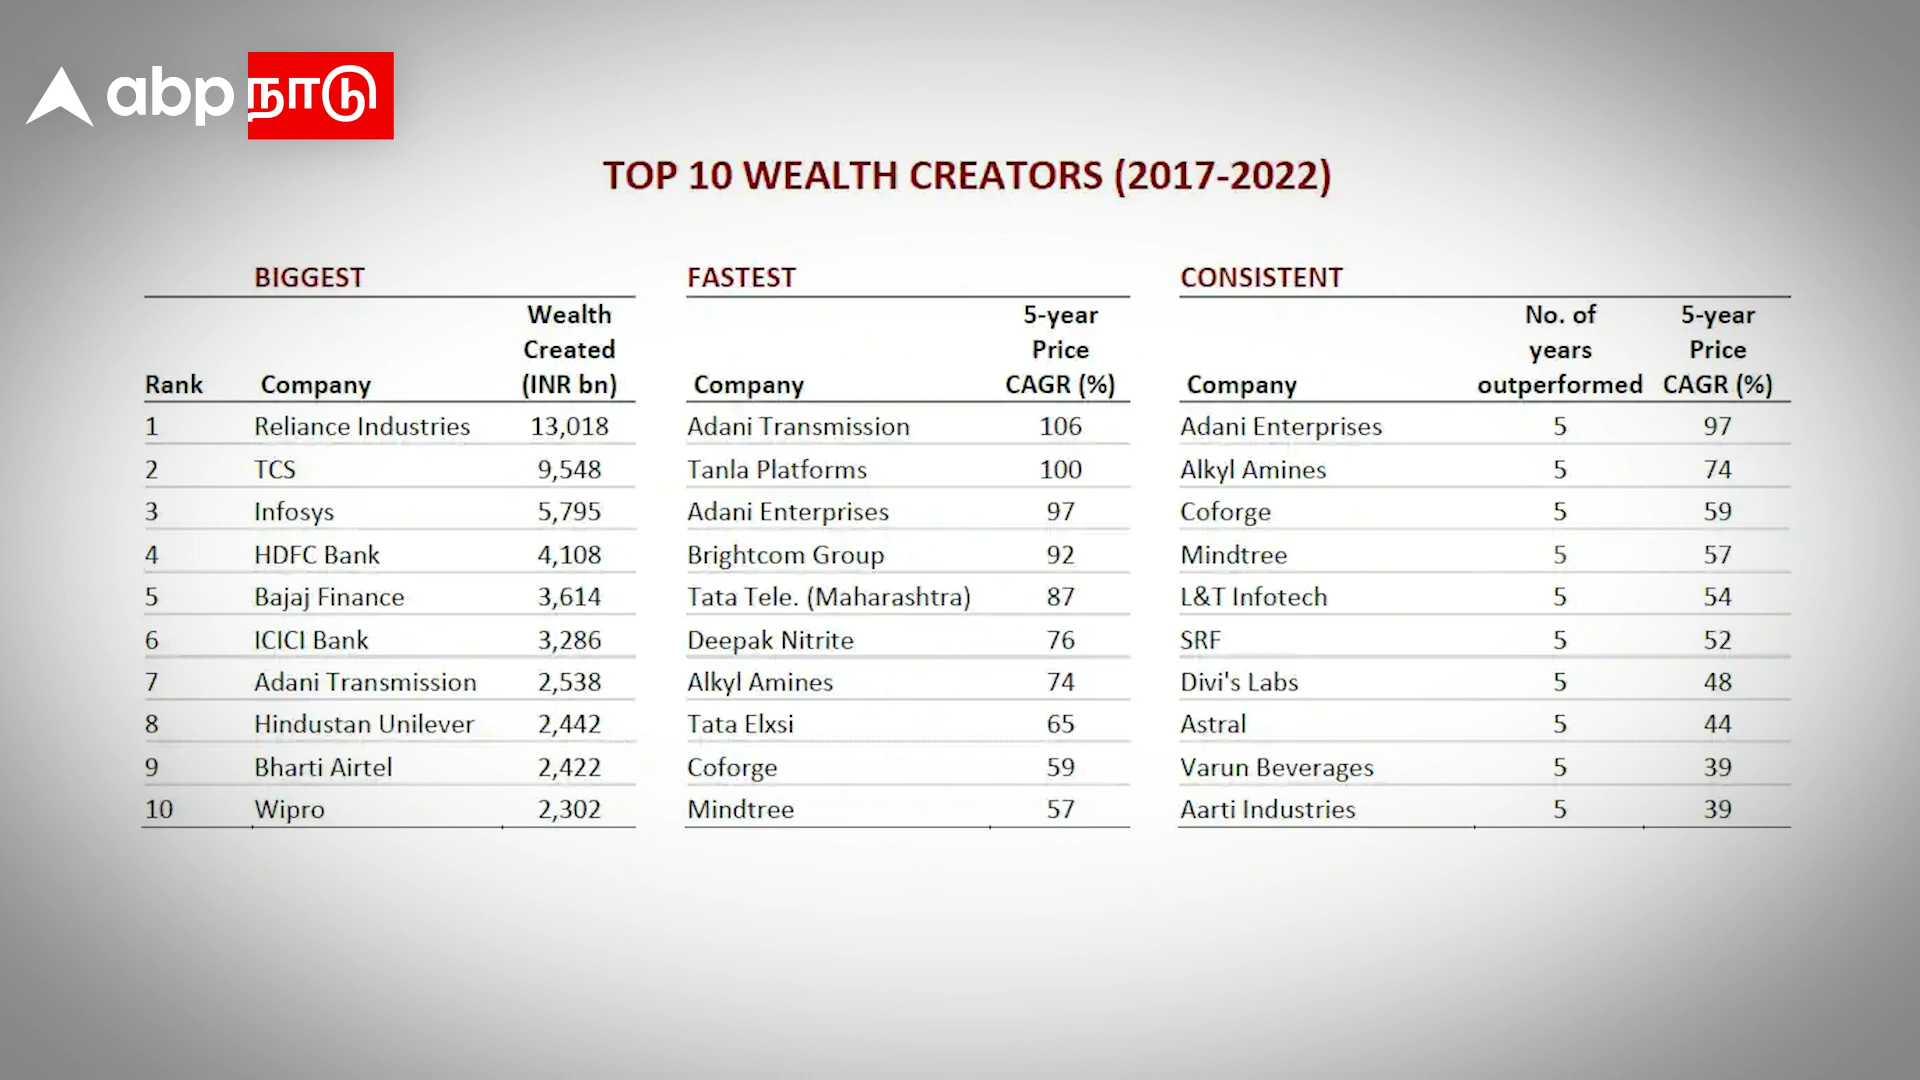 abp நாடு
TOP 10 WEALTH CREATORS (2017-2022)
BIGGEST FASTEST CONSISTENT
Wealth 5-year No. of 5-year
Created Price years Price
Rank Company (INR bn) Company CAGR (%) Company outperformed CAGR (%)
1 Reliance Industries 13,018 Adani Transmission 106 Adani Enterprises 5 97
2 TCS 9,548 Tanla Platforms 100 Alkyl Amines 5 74
3 Infosys 5,795 Adani Enterprises 97 Coforge 5 59
4 HDFC Bank 4,108 Brightcom Group 92 Mindtree 5 57
5 Bajaj Finance 3,614 Tata Tele. (Maharashtra) 87 L&T Infotech 5 54
6 ICICI Bank 3,286 Deepak Nitrite 76 SRF 5 52
7 Adani Transmission 2,538 Alkyl Amines 74 Divi's Labs 5 48
8 Hindustan Unilever 2,442 Tata Elxsi 65 Astral 5 44
9 Bharti Airtel 2,422 Coforge 59 Varun Beverages 5 39
10 Wipro 2,302 Mindtree 57 Aarti Industries 5 39